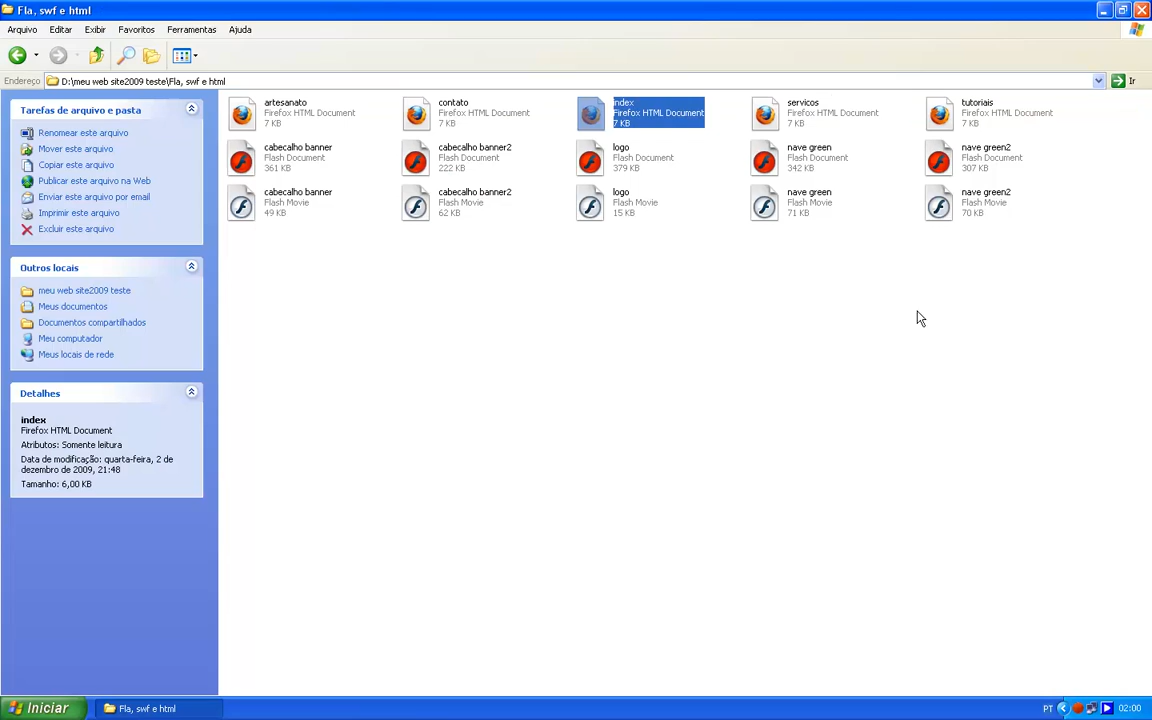 Fla, swf e html
Arquivo Editar Exibir Favoritos Ferramentas Ajuda
Endereço D:\meu web site2009 teste\Fla, swf e html Ir
Tarefas de arquivo e pasta
Renomear este arquivo
Mover este arquivo
Copiar este arquivo
Publicar este arquivo na Web
Enviar este arquivo por email
Imprimir este arquivo
Excluir este arquivo
Outros locais
meu web site2009 teste
Meus documentos
Documentos compartilhados
Meu computador
Meus locais de rede
Detalhes
index
Firefox HTML Document
Atributos: Somente leitura
Data de modificação: quarta-feira, 2 de
dezembro de 2009, 21:48
Tamanho: 6,00 KB
artesanato
Firefox HTML Document
7 KB
contato
Firefox HTML Document
7 KB
index
Firefox HTML Document
7 KB
servicos
Firefox HTML Document
7 KB
tutoriais
Firefox HTML Document
7 KB
cabecalho banner
Flash Document
361 KB
cabecalho banner2
Flash Document
222 KB
logo
Flash Document
379 KB
nave green
Flash Document
342 KB
nave green2
Flash Document
307 KB
cabecalho banner
Flash Movie
49 KB
cabecalho banner2
Flash Movie
62 KB
logo
Flash Movie
15 KB
nave green
Flash Movie
71 KB
nave green2
Flash Movie
70 KB
Iniciar Fla, swf e html PT 02:00